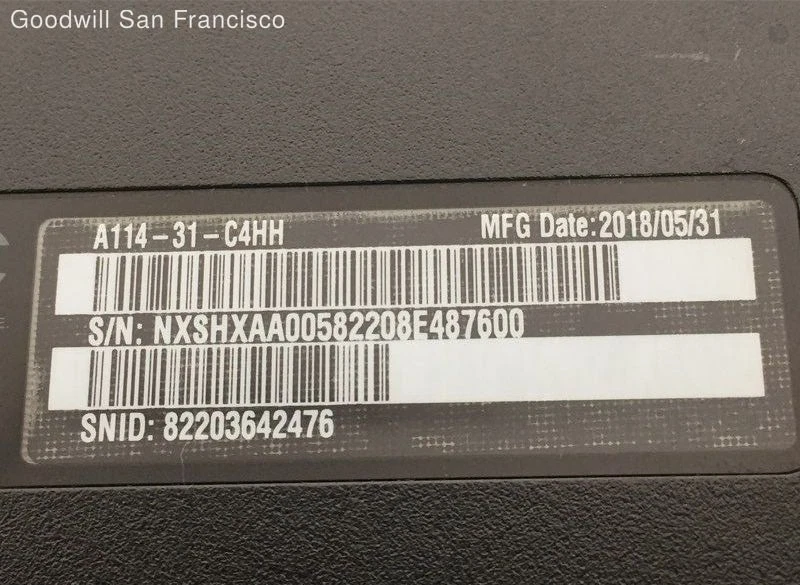 Goodwill San Francisco
A114-31-C4HH MFG Date:2018/05/31
S/N: NXSHXAA00582208E487600
SNID: 82203642476